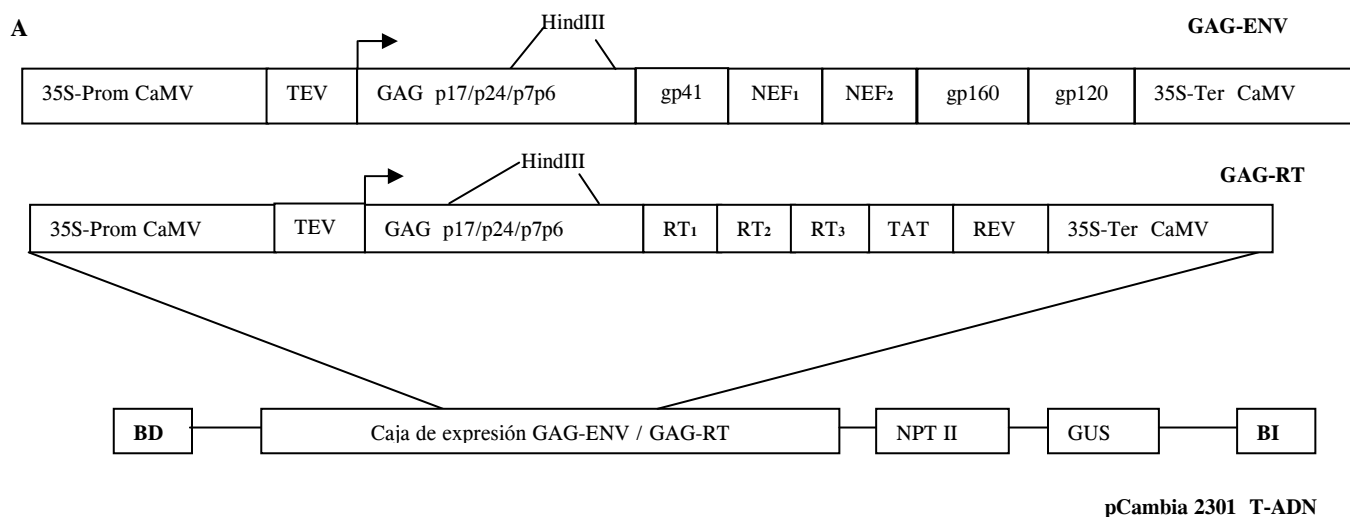 A
HindIII
GAG-ENV
35S-Prom CaMV TEV GAG p17/p24/p7p6 gp41 NEF₁ NEF₂ gp160 gp120 35S-Ter CaMV
HindIII
GAG-RT
35S-Prom CaMV TEV GAG p17/p24/p7p6 RT₁ RT₂ RT₃ TAT REV 35S-Ter CaMV
BD Caja de expresión GAG-ENV / GAG-RT NPT II GUS BI
pCambia 2301 T-ADN